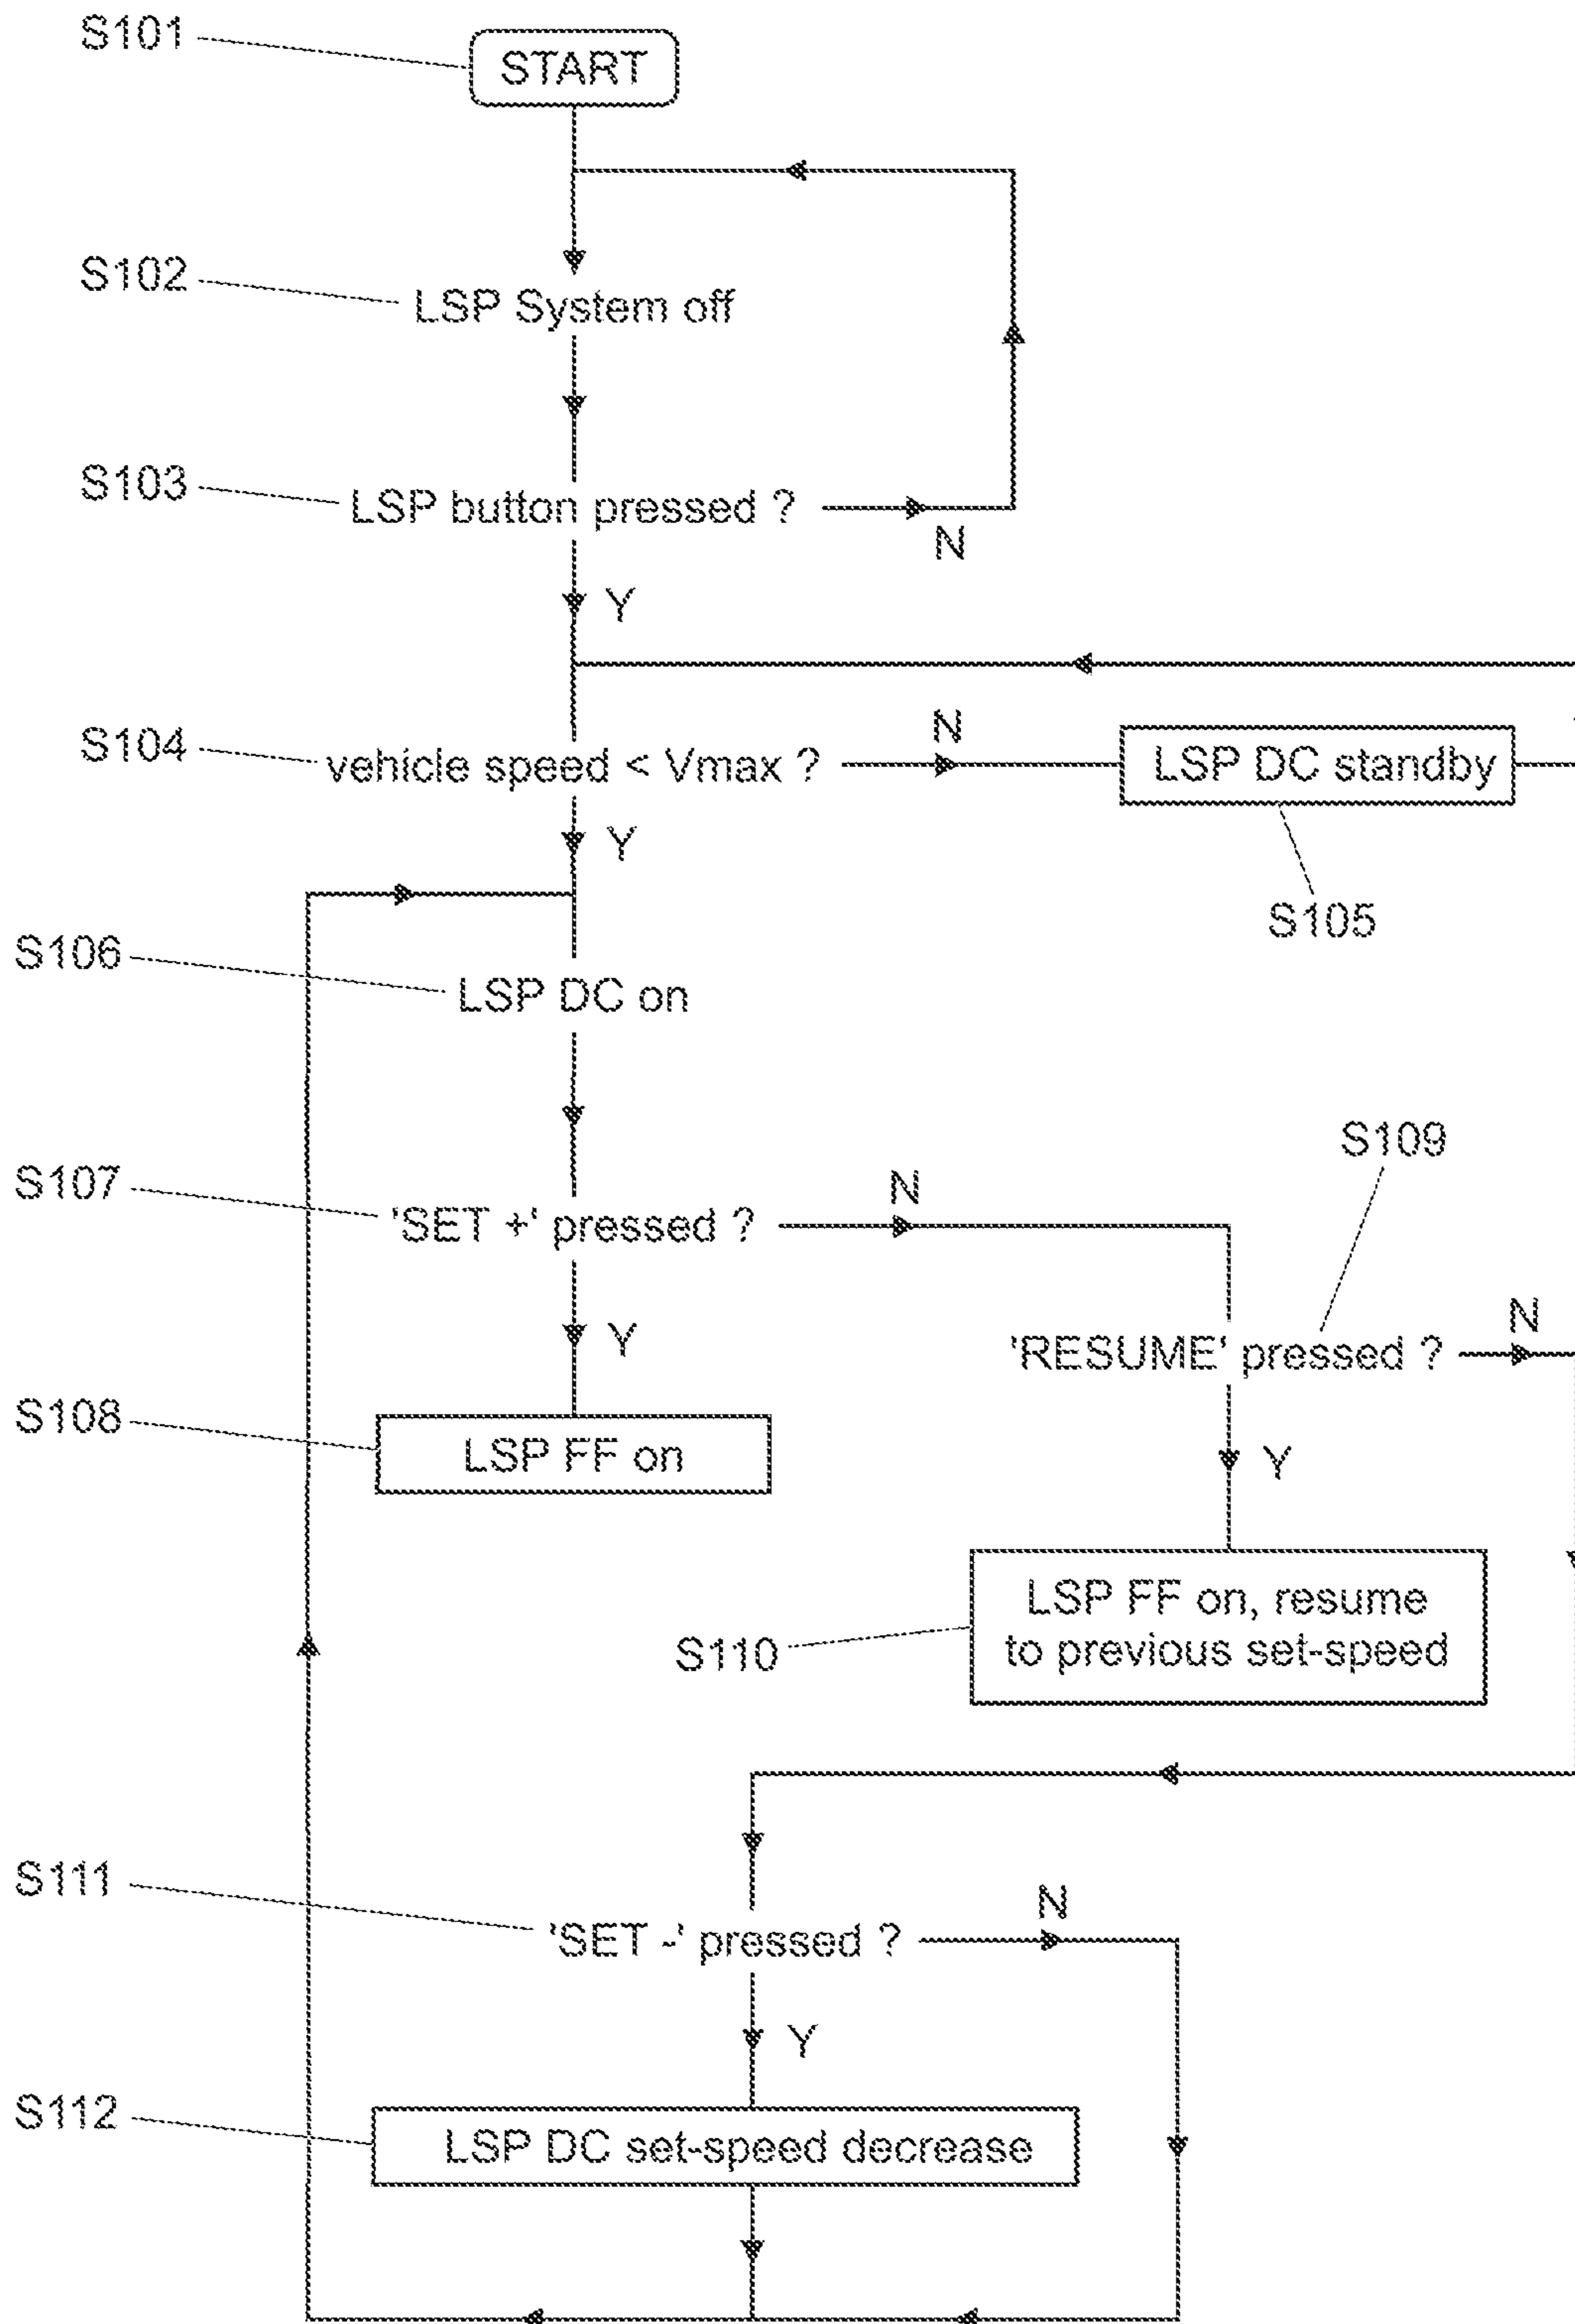 S101
START
S102
LSP System off
S103
LSP button pressed ?
N
Y
S104
vehicle speed < Vmax ?
N
LSP DC standby
Y
S105
S106
LSP DC on
S109
S107
'SET +' pressed ?
N
'RESUME' pressed ?
N
Y
S108
LSP FF on
Y
S110
LSP FF on, resume
to previous set-speed
S111
'SET -' pressed ?
N
Y
S112
LSP DC set-speed decrease